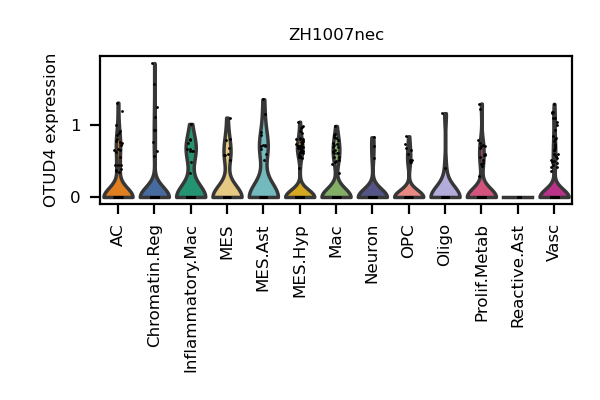 ZH1007nec
OTUD4 expression
1
0
AC
Chromatin.Reg
Inflammatory.Mac
MES
MES.Ast
MES.Hyp
Mac
Neuron
OPC
Oligo
Prolif.Metab
Reactive.Ast
Vasc